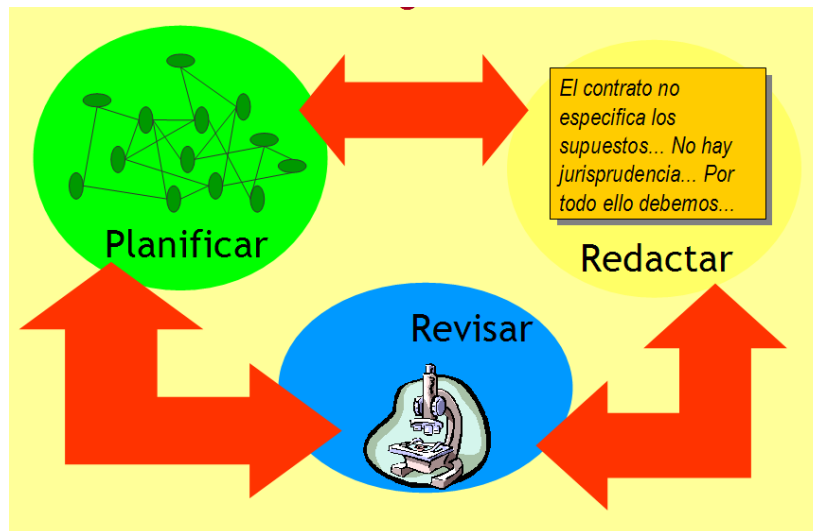 Planificar
El contrato no
especifica los
supuestos... No hay
jurisprudencia... Por
todo ello debemos...
Redactar
Revisar